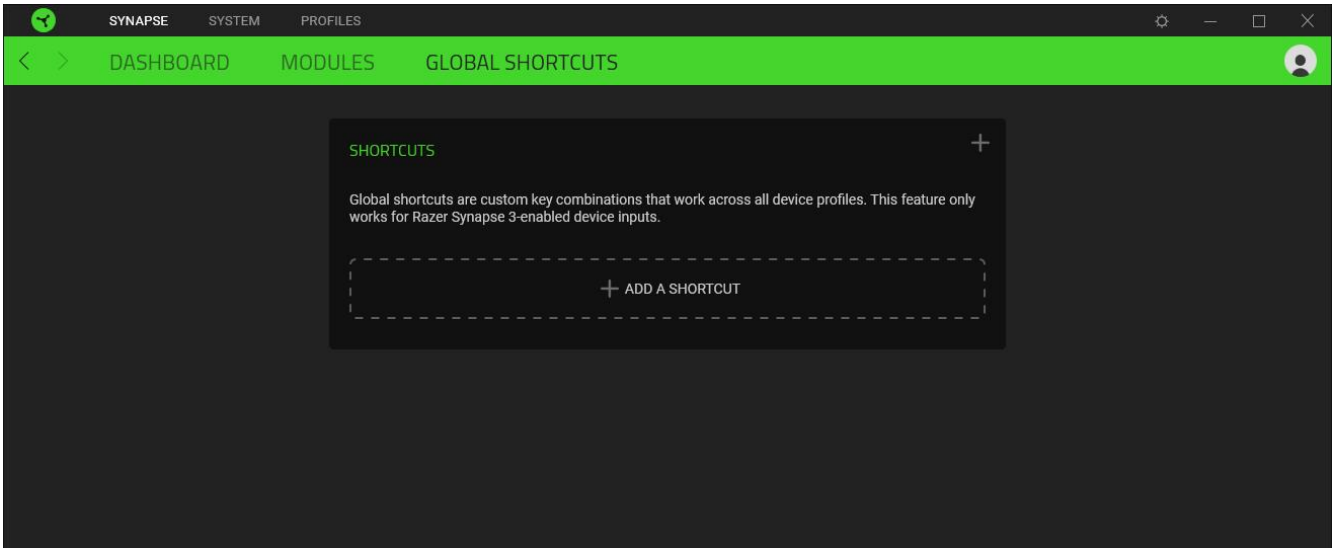 SYNAPSE SYSTEM PROFILES
DASHBOARD MODULES GLOBAL SHORTCUTS
SHORTCUTS
Global shortcuts are custom key combinations that work across all device profiles. This feature only
works for Razer Synapse 3-enabled device inputs.
ADD A SHORTCUT